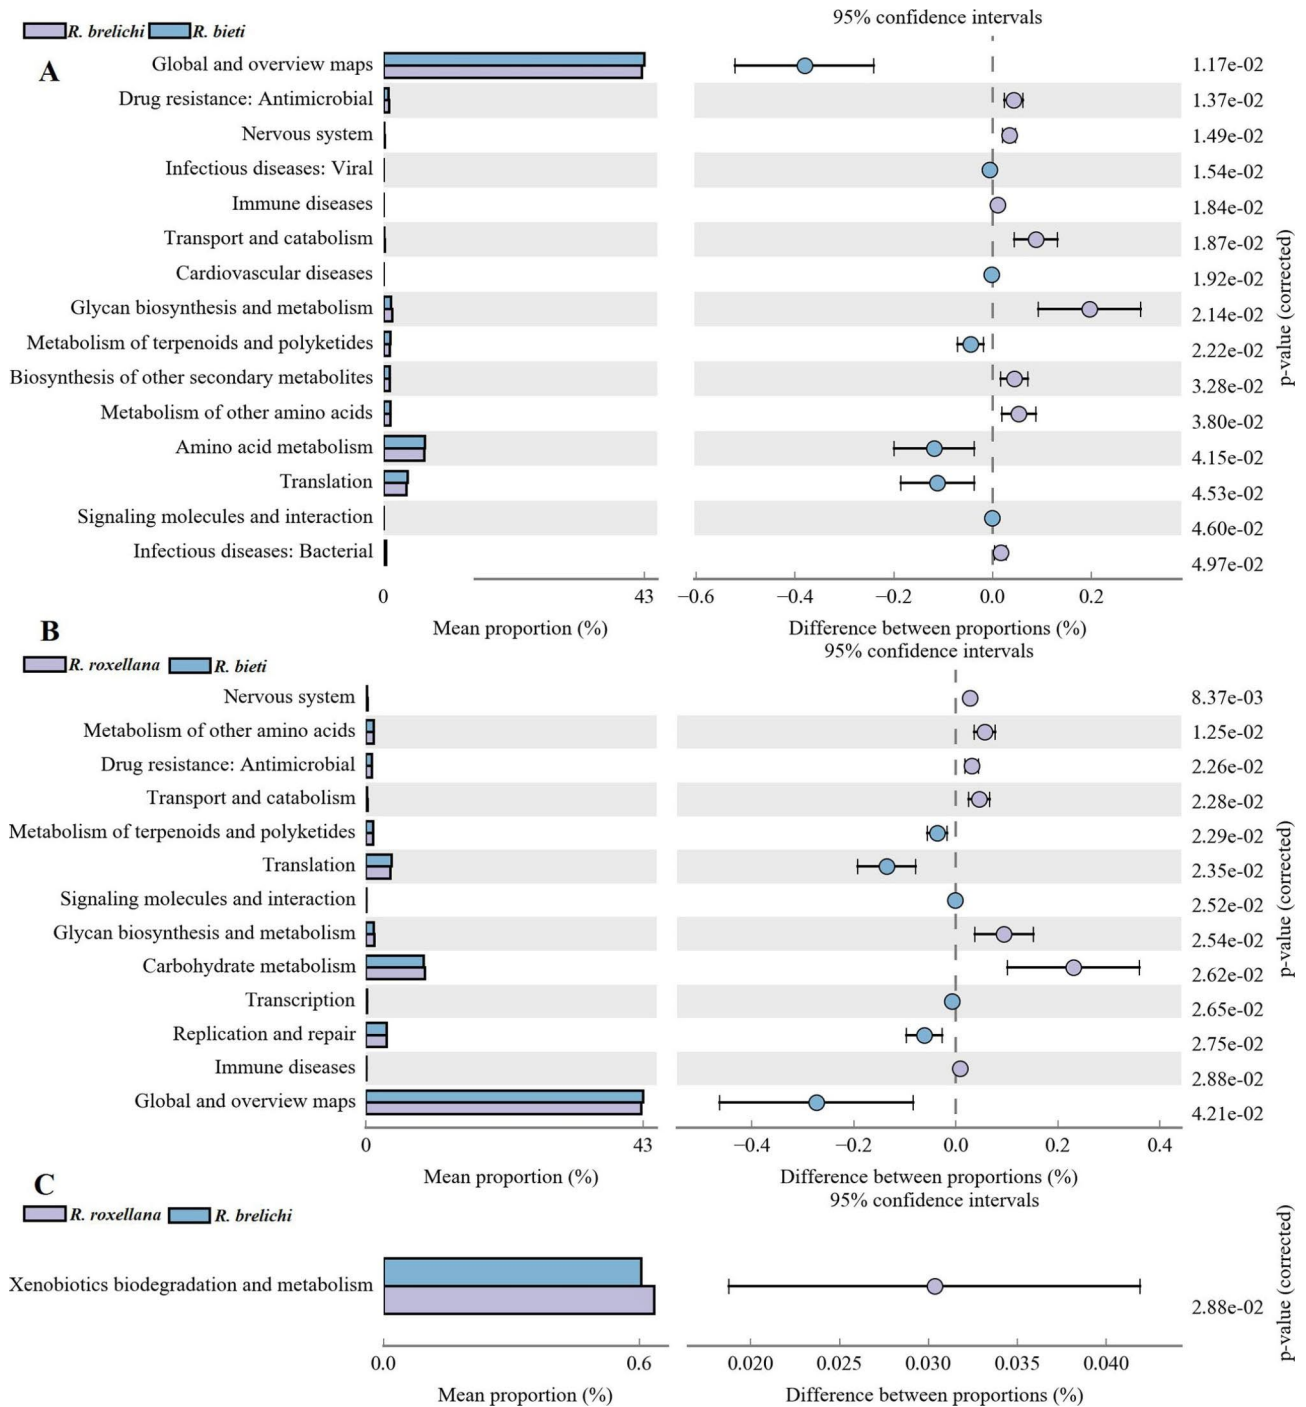 95% confidence intervals
R. brelichi R. bieti
A
Global and overview maps 1.17e-02
Drug resistance: Antimicrobial 1.37e-02
Nervous system 1.49e-02
Infectious diseases: Viral 1.54e-02
Immune diseases 1.84e-02
Transport and catabolism 1.87e-02
Cardiovascular diseases 1.92e-02
Glycan biosynthesis and metabolism 2.14e-02
Metabolism of terpenoids and polyketides 2.22e-02
Biosynthesis of other secondary metabolites 3.28e-02
Metabolism of other amino acids 3.80e-02
Amino acid metabolism 4.15e-02
Translation 4.53e-02
Signaling molecules and interaction 4.60e-02
Infectious diseases: Bacterial 4.97e-02
p-value (corrected)
0 43 −0.6 −0.4 −0.2 0.0 0.2
Mean proportion (%) Difference between proportions (%)
B
95% confidence intervals
R. roxellana R. bieti
Nervous system 8.37e-03
Metabolism of other amino acids 1.25e-02
Drug resistance: Antimicrobial 2.26e-02
Transport and catabolism 2.28e-02
Metabolism of terpenoids and polyketides 2.29e-02
Translation 2.35e-02
Signaling molecules and interaction 2.52e-02
Glycan biosynthesis and metabolism 2.54e-02
Carbohydrate metabolism 2.62e-02
Transcription 2.65e-02
Replication and repair 2.75e-02
Immune diseases 2.88e-02
Global and overview maps 4.21e-02
p-value (corrected)
0 43 −0.4 −0.2 0.0 0.2 0.4
Mean proportion (%) Difference between proportions (%)
C
95% confidence intervals
R. roxellana R. brelichi
Xenobiotics biodegradation and metabolism 2.88e-02
p-value (corrected)
0.0 0.6 0.020 0.025 0.030 0.035 0.040
Mean proportion (%) Difference between proportions (%)